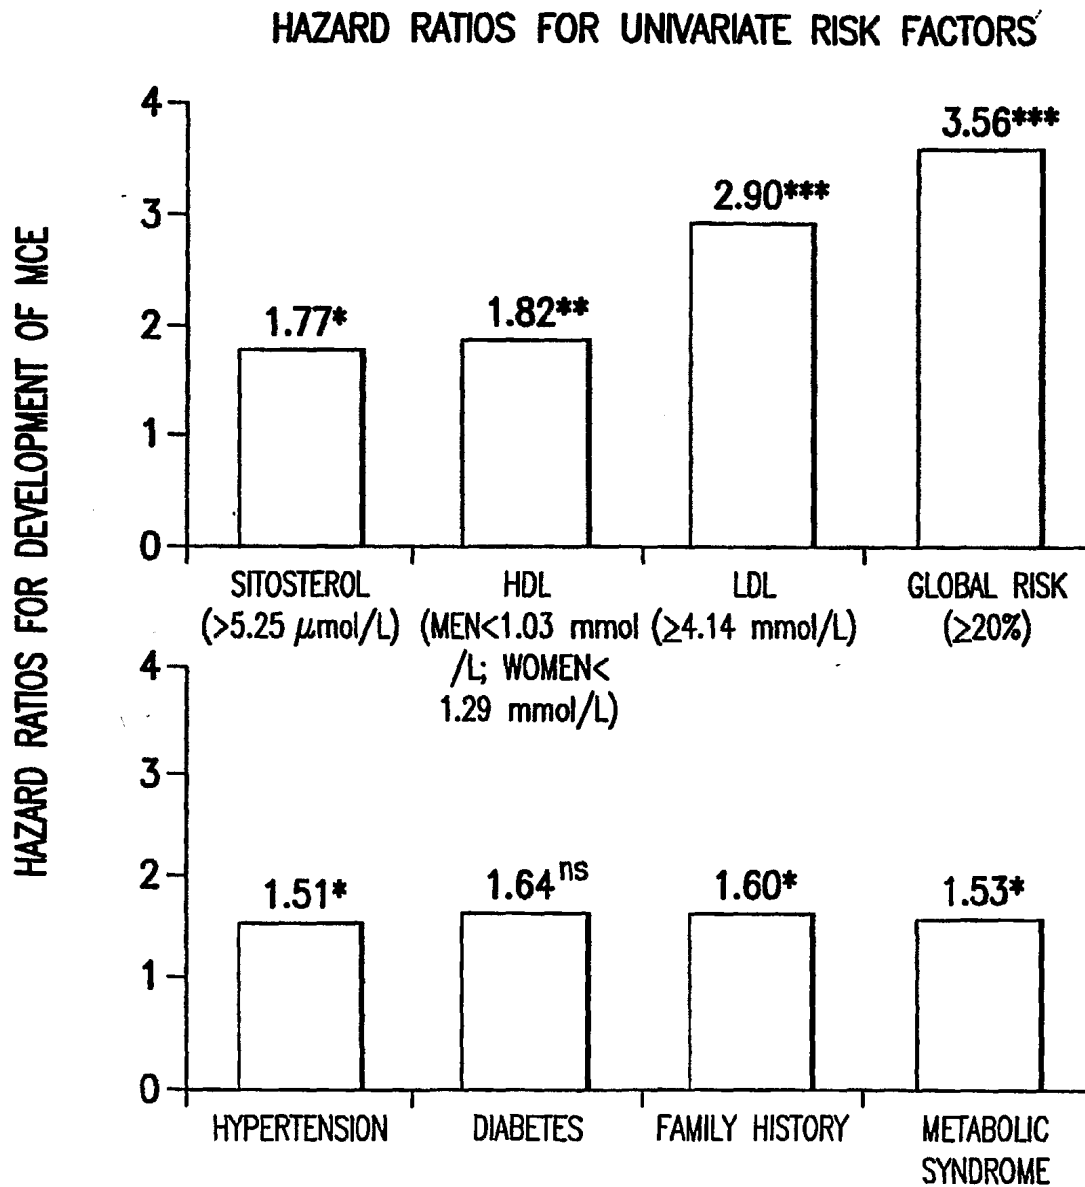 HAZARD RATIOS FOR UNIVARIATE RISK FACTORS
HAZARD RATIOS FOR DEVELOPMENT OF MCE
4
3
2
1
0
1.77*
1.82**
2.90***
3.56***
SITOSTEROL
(>5.25 μmol/L)
HDL
(MEN<1.03 mmol
/L; WOMEN<
1.29 mmol/L)
LDL
(≥4.14 mmol/L)
GLOBAL RISK
(≥20%)
4
3
2
1
0
1.51*
1.64ns
1.60*
1.53*
HYPERTENSION
DIABETES
FAMILY HISTORY
METABOLIC
SYNDROME